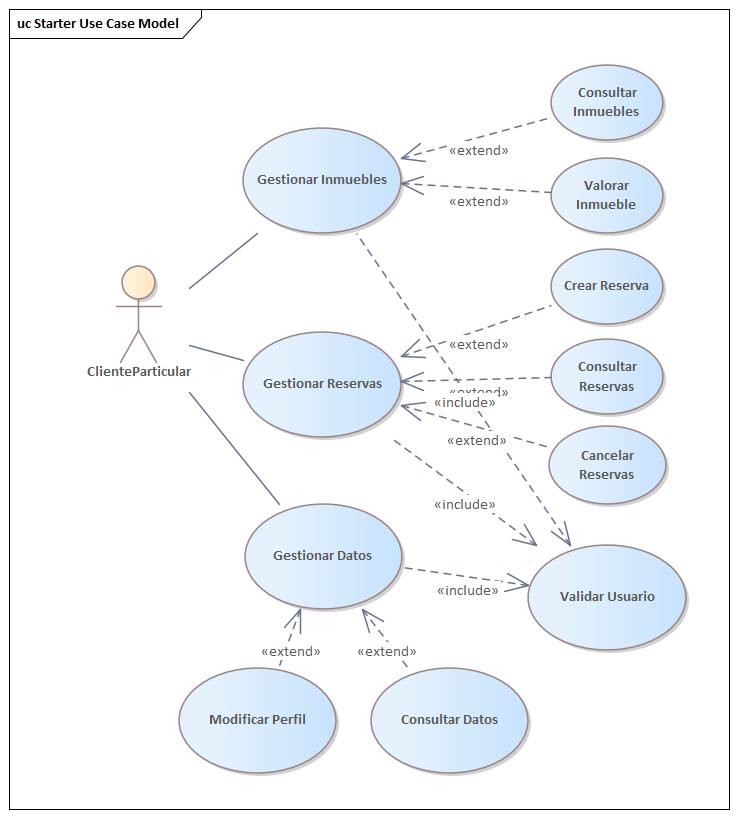 uc Starter Use Case Model
Consultar
Inmuebles
«extend»
Gestionar Inmuebles
Valorar
Inmueble
«extend»
Crear Reserva
«extend»
ClienteParticular
Gestionar Reservas
Consultar
Reservas
«extend»
«include»
«extend»
Cancelar
Reservas
«include»
Gestionar Datos
«include»
Validar Usuario
«extend»
«extend»
Modificar Perfil
Consultar Datos